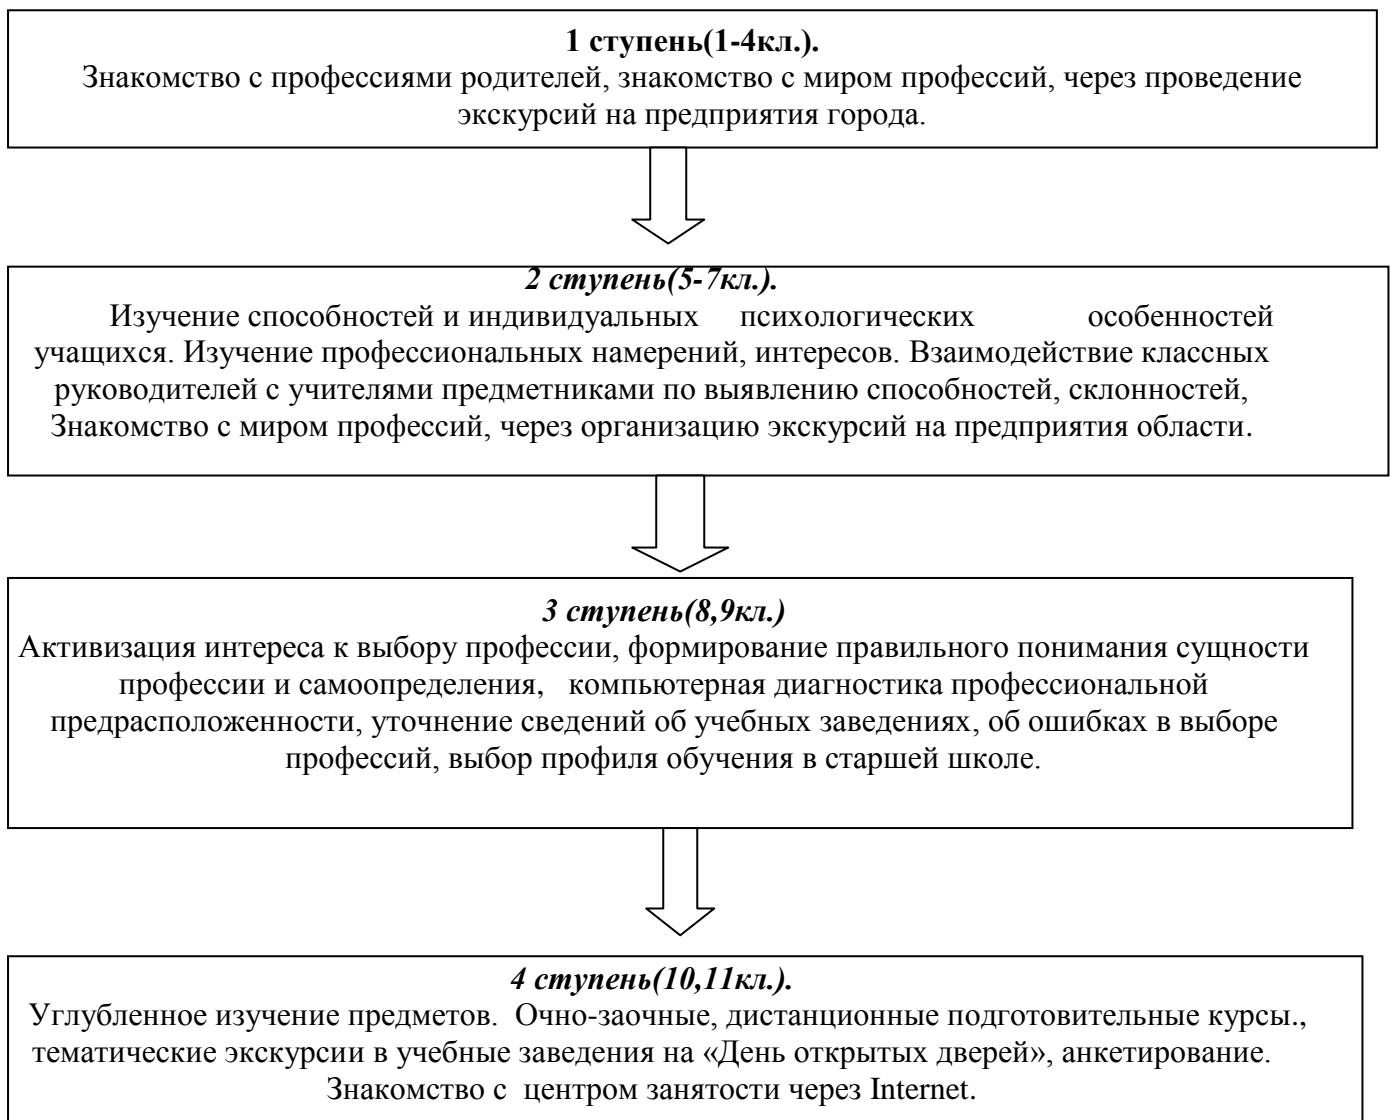 1 ступень(1-4кл.).
Знакомство с профессиями родителей, знакомство с миром профессий, через проведение
экскурсий на предприятия города.
2 ступень(5-7кл.).
Изучение способностей и индивидуальных психологических особенностей
учащихся. Изучение профессиональных намерений, интересов. Взаимодействие классных
руководителей с учителями предметниками по выявлению способностей, склонностей,
Знакомство с миром профессий, через организацию экскурсий на предприятия области.
3 ступень(8,9кл.)
Активизация интереса к выбору профессии, формирование правильного понимания сущности
профессии и самоопределения, компьютерная диагностика профессиональной
предрасположенности, уточнение сведений об учебных заведениях, об ошибках в выборе
профессий, выбор профиля обучения в старшей школе.
4 ступень(10,11кл.).
Углубленное изучение предметов. Очно-заочные, дистанционные подготовительные курсы.,
тематические экскурсии в учебные заведения на «День открытых дверей», анкетирование.
Знакомство с центром занятости через Internet.